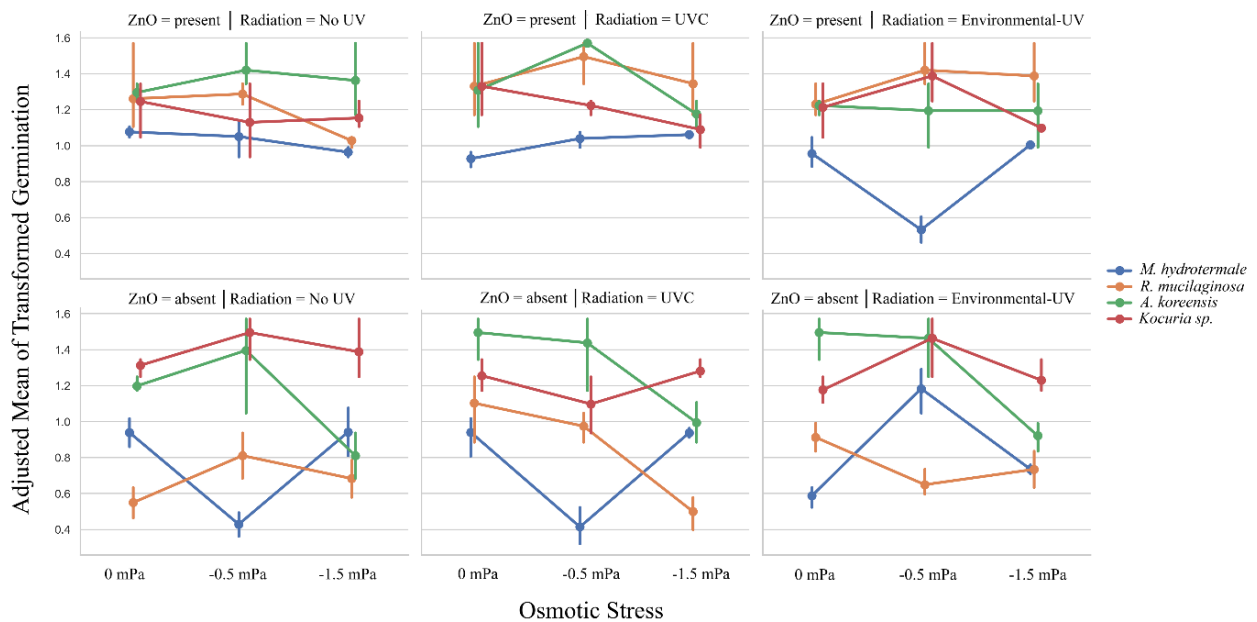 ZnO = present | Radiation = No UV
ZnO = present | Radiation = UVC
ZnO = present | Radiation = Environmental-UV
1.6
1.4
1.2
1.0
0.8
0.6
0.4
Adjusted Mean of Transformed Germination
M. hydrotermale
R. mucilaginosa
A. koreensis
Kocuria sp.
ZnO = absent | Radiation = No UV
ZnO = absent | Radiation = UVC
ZnO = absent | Radiation = Environmental-UV
1.6
1.4
1.2
1.0
0.8
0.6
0.4
0 mPa -0.5 mPa -1.5 mPa
0 mPa -0.5 mPa -1.5 mPa
0 mPa -0.5 mPa -1.5 mPa
Osmotic Stress